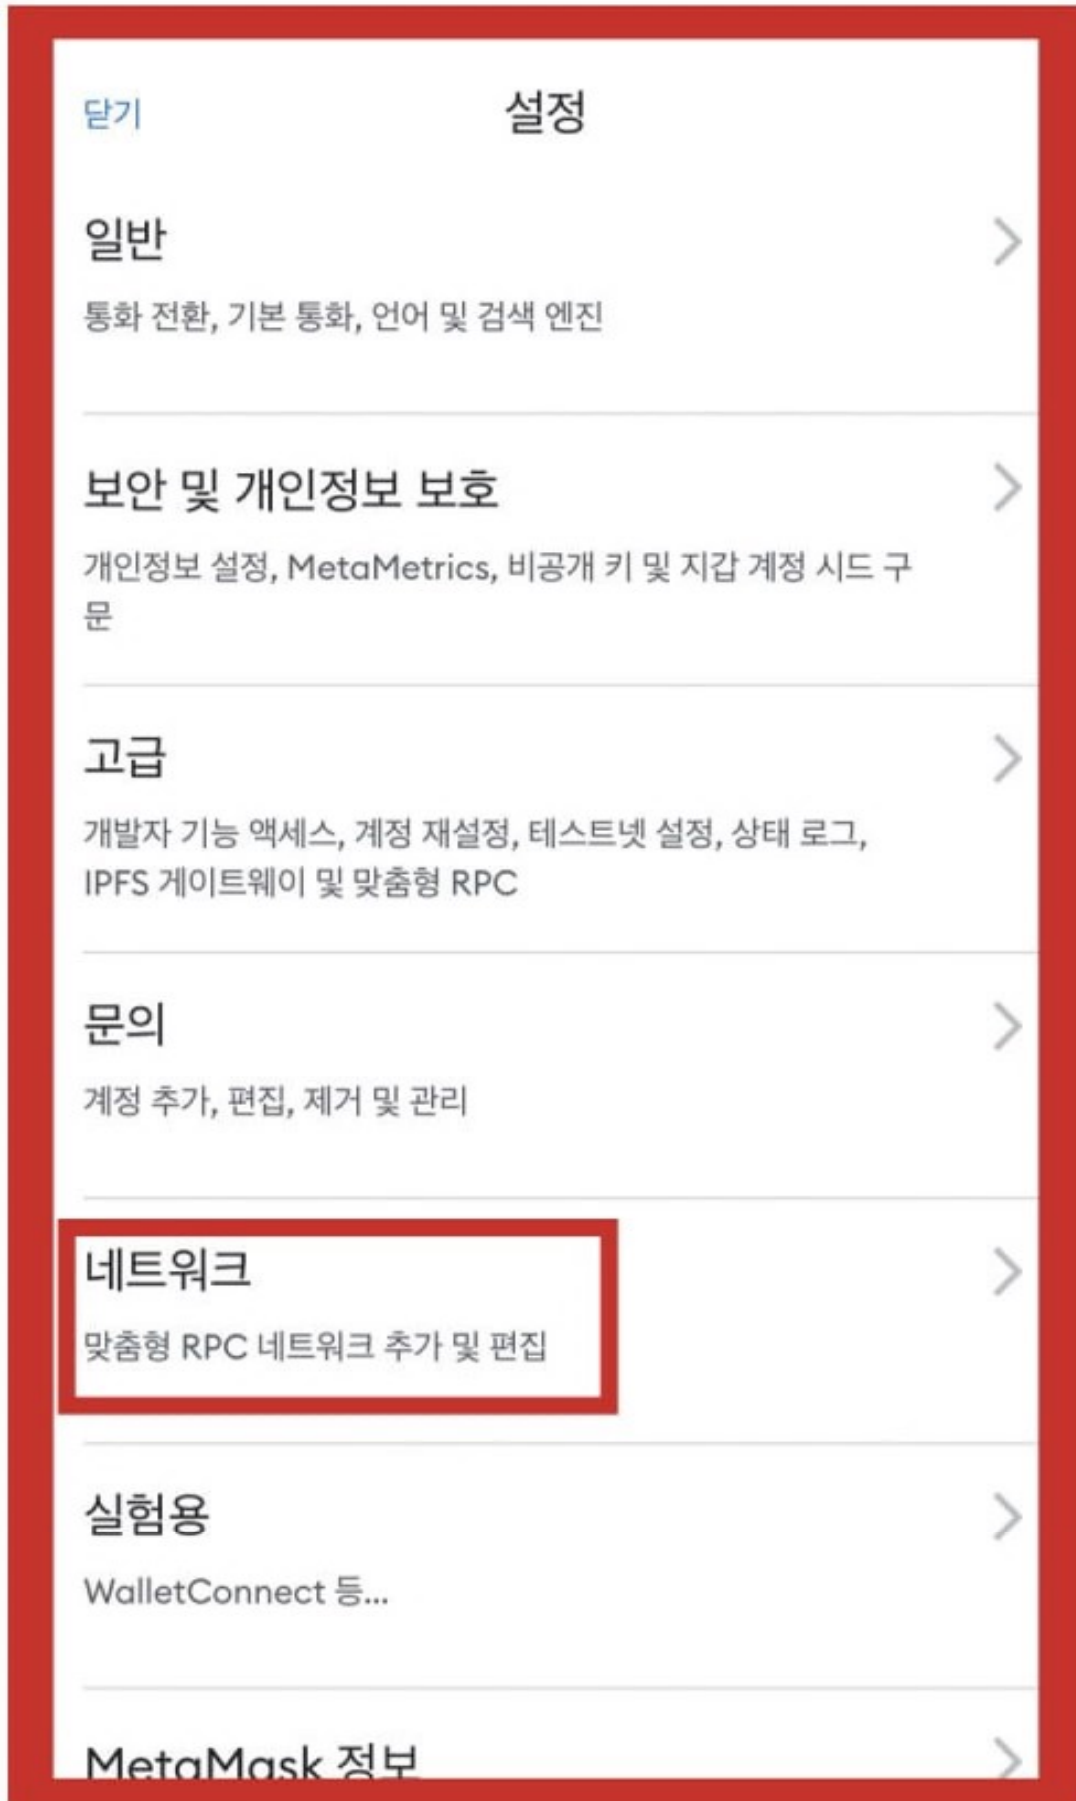 닫기
설정
일반
통화 전환, 기본 통화, 언어 및 검색 엔진
보안 및 개인정보 보호
개인정보 설정, MetaMetrics, 비공개 키 및 지갑 계정 시드 구
문
고급
개발자 기능 액세스, 계정 재설정, 테스트넷 설정, 상태 로그,
IPFS 게이트웨이 및 맞춤형 RPC
문의
계정 추가, 편집, 제거 및 관리
네트워크
맞춤형 RPC 네트워크 추가 및 편집
실험용
WalletConnect 등...
MetaMask 정보